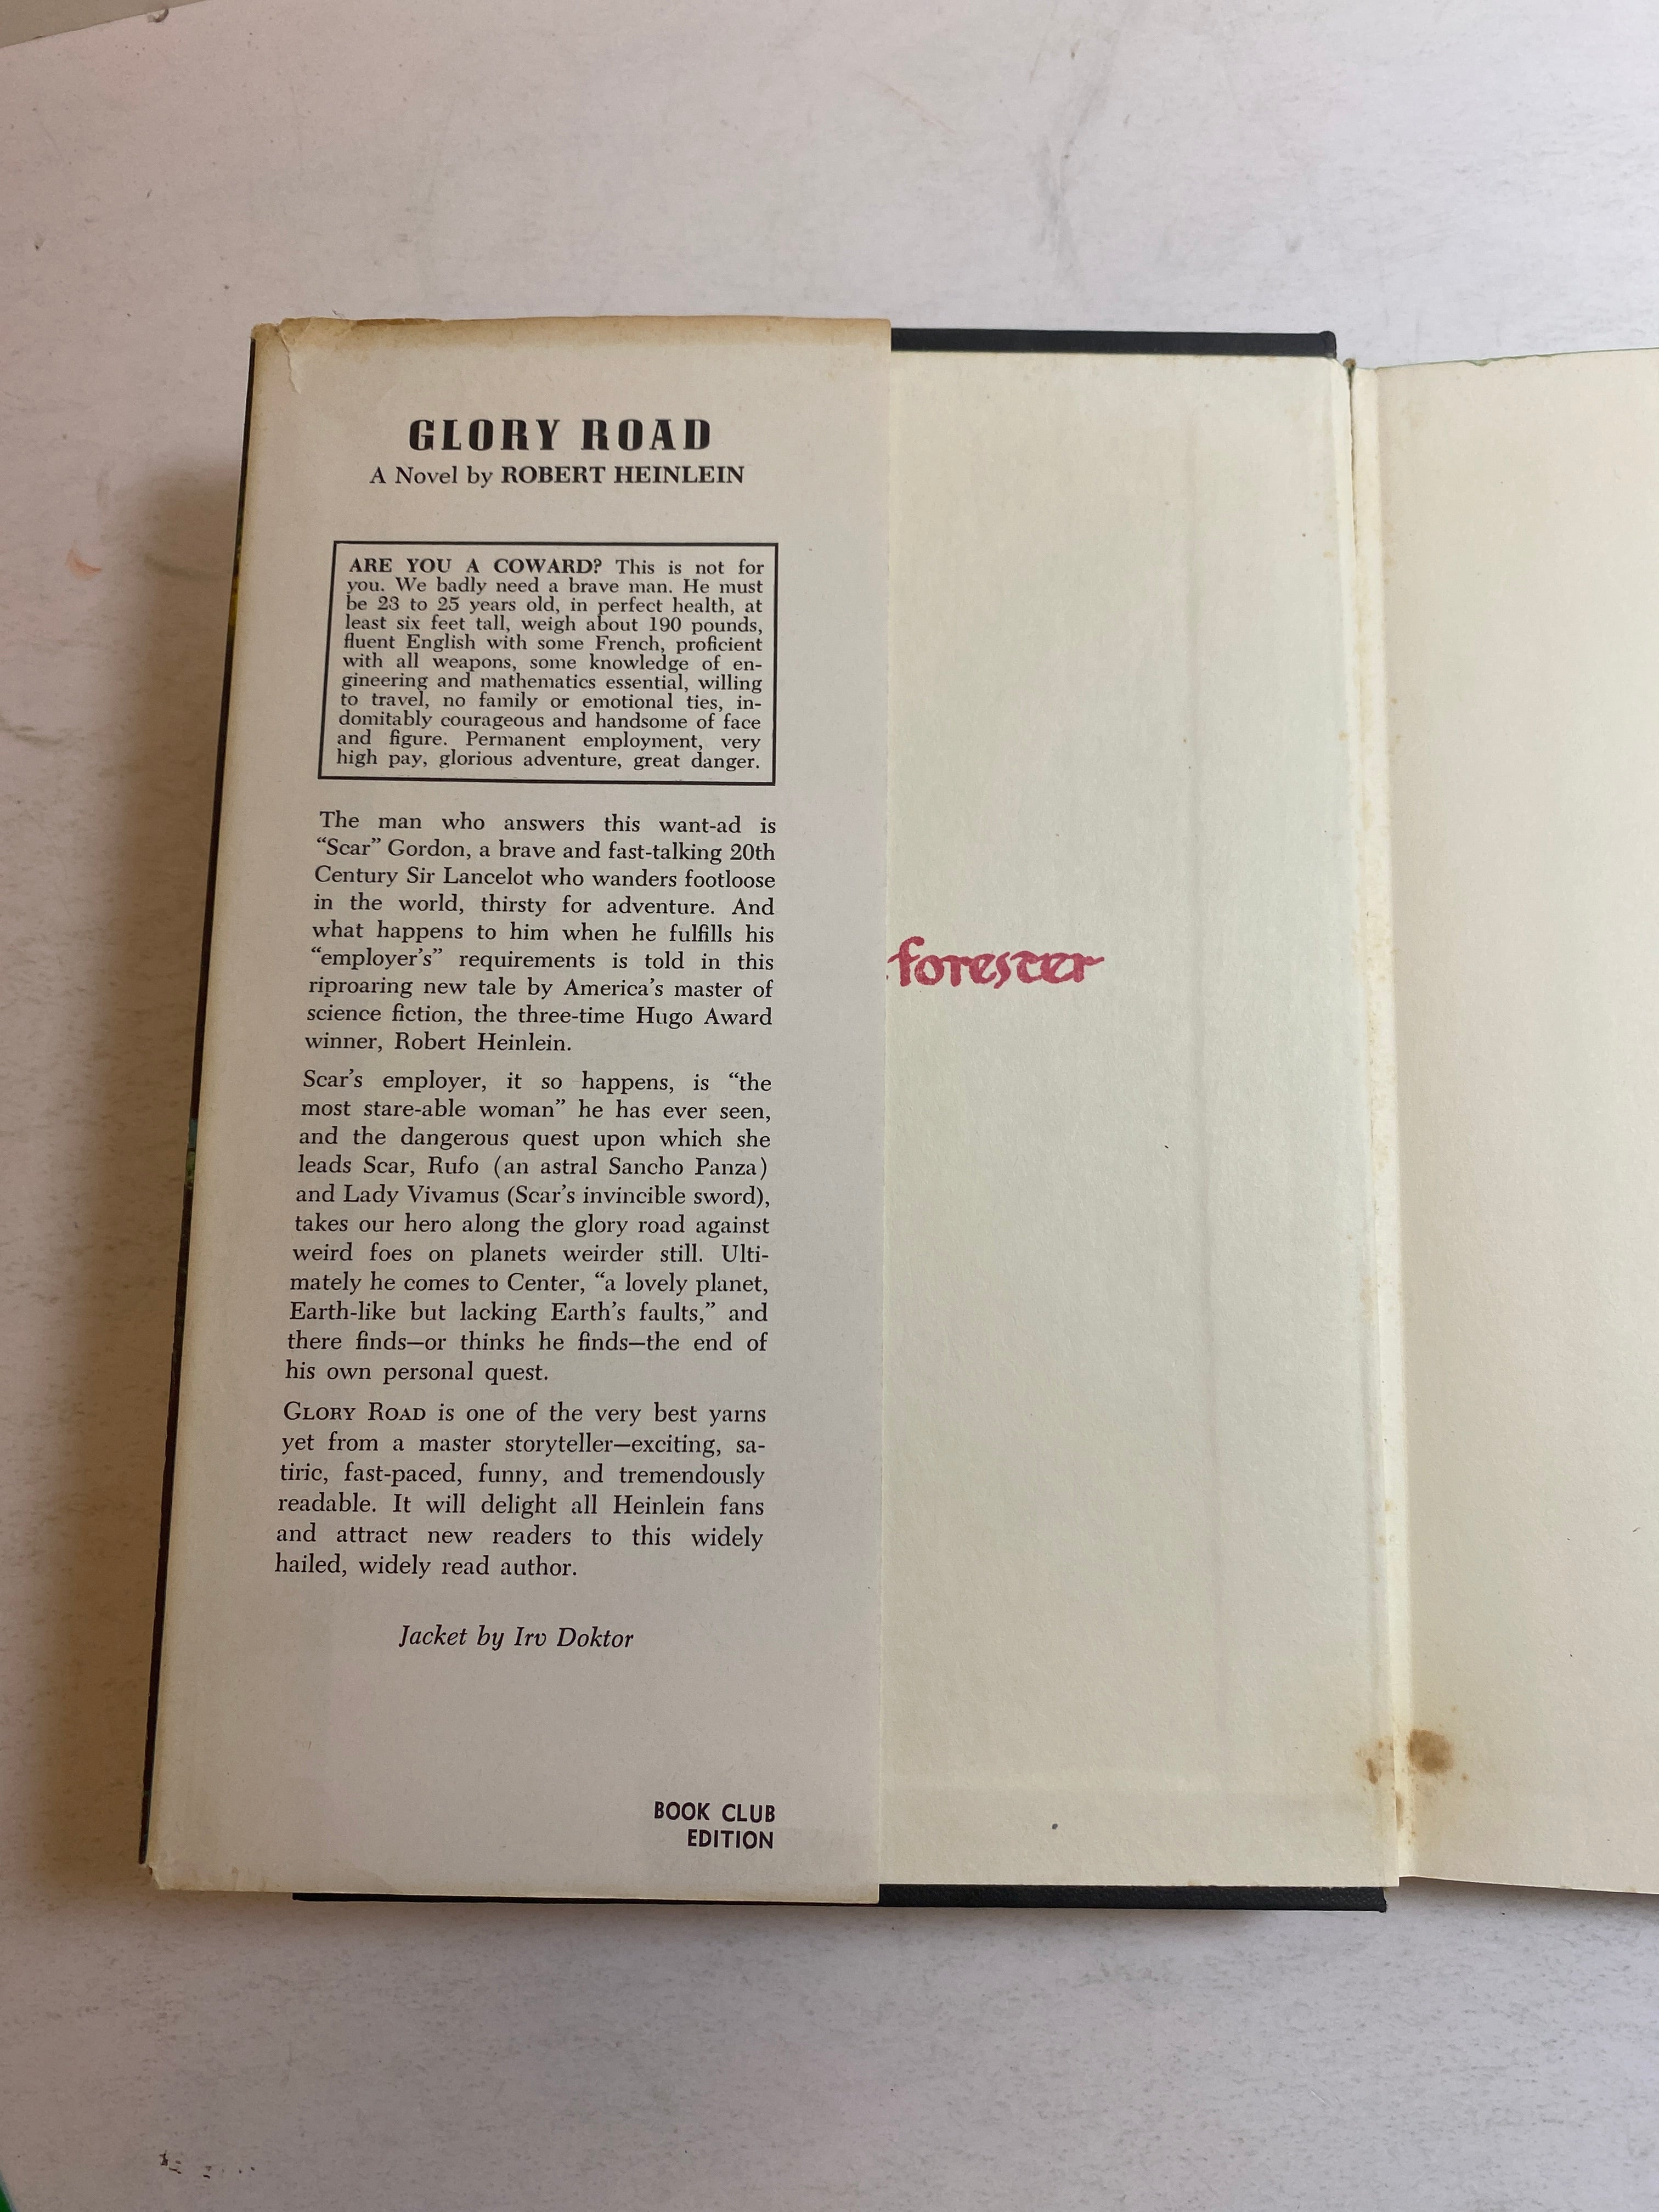 GLORY ROAD
A Novel by ROBERT HEINLEIN
ARE YOU A COWARD? This is not for
you. We badly need a brave man. He must
be 23 to 25 years old, in perfect health, at
least six feet tall, weigh about 190 pounds,
fluent English with some French, proficient
with all weapons, some knowledge of en-
gineering and mathematics essential, willing
to travel, no family or emotional ties, in-
domitably courageous and handsome of face
and figure. Permanent employment, very
high pay, glorious adventure, great danger.
The man who answers this want-ad is
“Scar” Gordon, a brave and fast-talking 20th
Century Sir Lancelot who wanders footloose
in the world, thirsty for adventure. And
what happens to him when he fulfills his
“employer’s” requirements is told in this
riproaring new tale by America’s master of
science fiction, the three-time Hugo Award
winner, Robert Heinlein.
Scar’s employer, it so happens, is “the
most stare-able woman” he has ever seen,
and the dangerous quest upon which she
leads Scar, Rufo (an astral Sancho Panza)
and Lady Vivamus (Scar’s invincible sword),
takes our hero along the glory road against
weird foes on planets weirder still. Ulti-
mately he comes to Center, “a lovely planet,
Earth-like but lacking Earth’s faults,” and
there finds—or thinks he finds—the end of
his own personal quest.
GLORY ROAD is one of the very best yarns
yet from a master storyteller—exciting, sa-
tiric, fast-paced, funny, and tremendously
readable. It will delight all Heinlein fans
and attract new readers to this widely
hailed, widely read author.
Jacket by Irv Doktor
BOOK CLUB
EDITION
forester